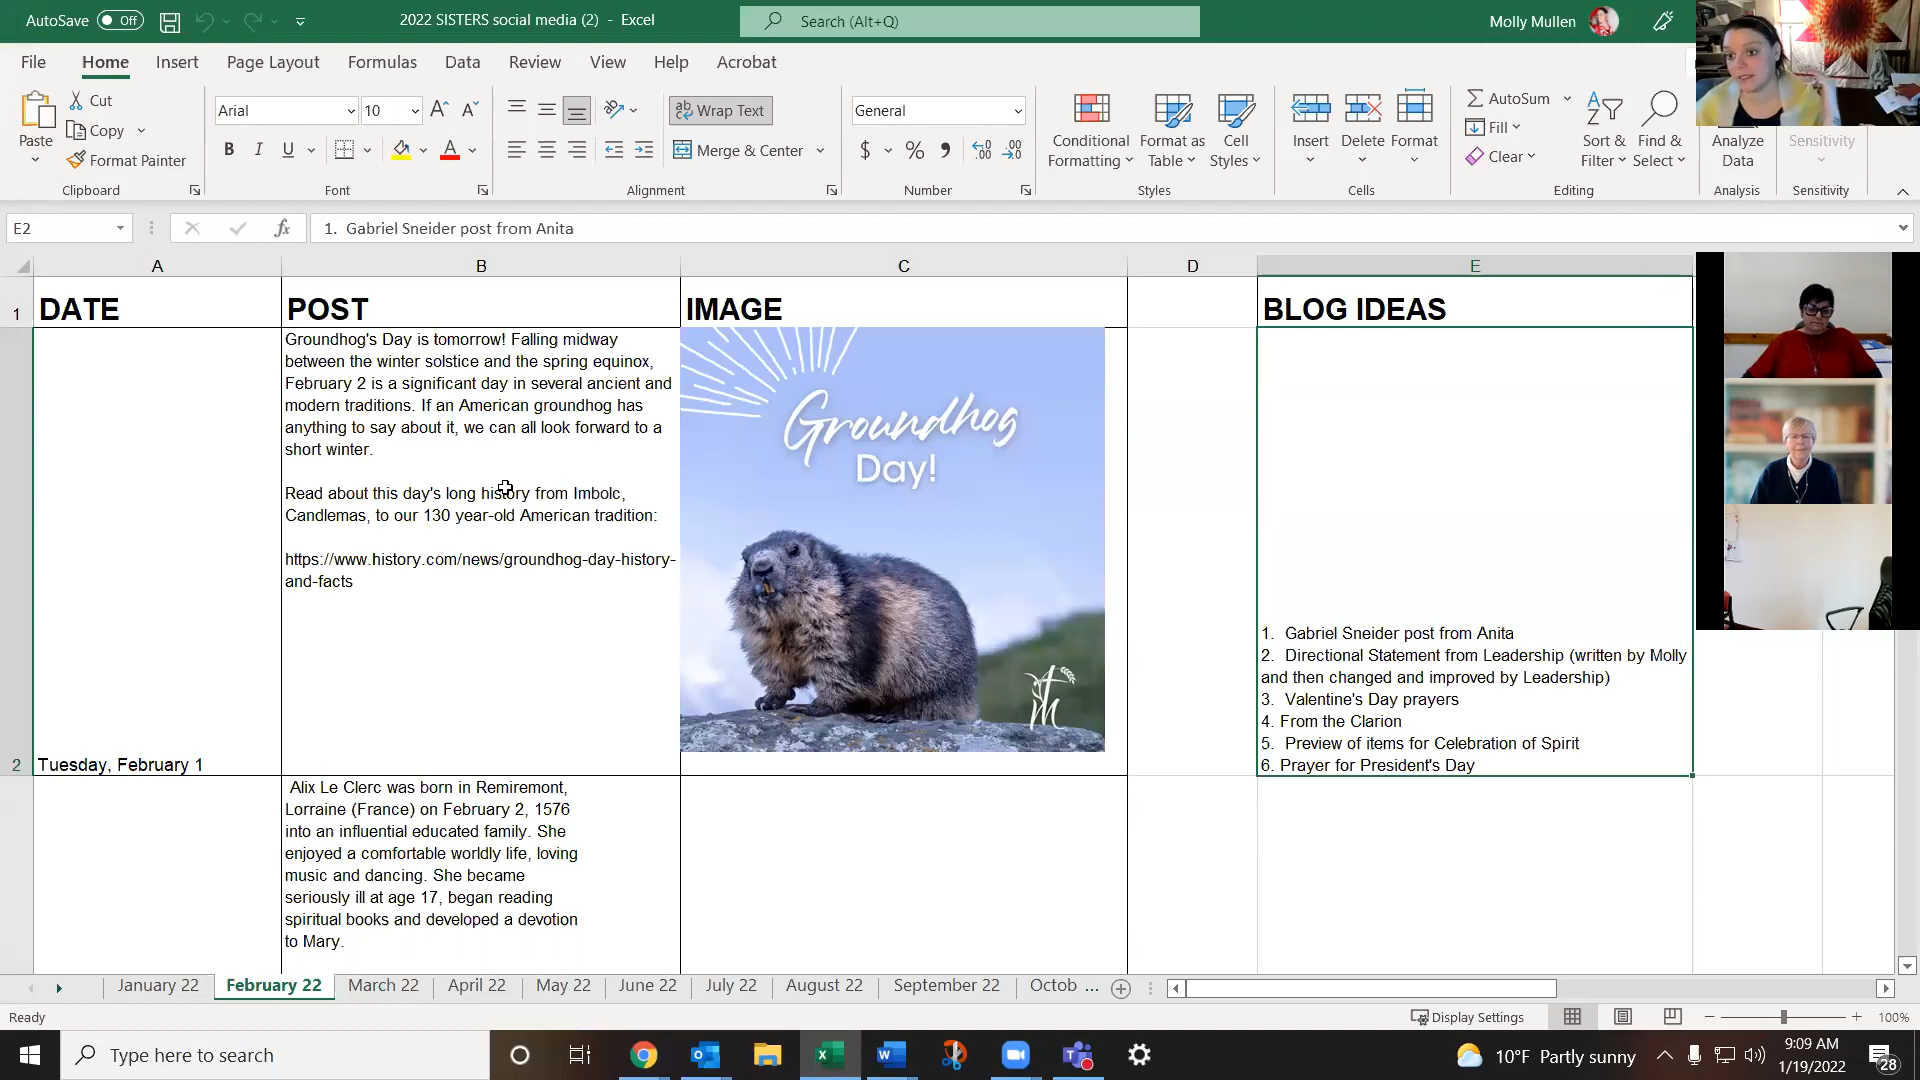 AutoSave Off 2022 SISTERS social media (2) - Excel Search (Alt+Q) Molly Mullen
File Home Insert Page Layout Formulas Data Review View Help Acrobat
Paste Cut Copy Format Painter Clipboard
Arial 10 A A B I U A Font
ab Wrap Text Merge & Center Alignment
General $ % , .00 .00 Number
Conditional Formatting Format as Table Cell Styles Styles
Insert Delete Format Cells
AutoSum Fill Clear Sort & Filter Find & Select Editing
Analyze Data Analysis
Sensitivity Sensitivity
E2 fx 1. Gabriel Sneider post from Anita
A B C D E
1 DATE POST IMAGE BLOG IDEAS
Groundhog's Day is tomorrow! Falling midway
between the winter solstice and the spring equinox,
February 2 is a significant day in several ancient and
modern traditions. If an American groundhog has
anything to say about it, we can all look forward to a
short winter.
Read about this day's long history from Imbolc,
Candlemas, to our 130 year-old American tradition:
https://www.history.com/news/groundhog-day-history-
and-facts
Groundhog
Day!
1. Gabriel Sneider post from Anita
2. Directional Statement from Leadership (written by Molly
and then changed and improved by Leadership)
3. Valentine's Day prayers
4. From the Clarion
5. Preview of items for Celebration of Spirit
6. Prayer for President's Day
2 Tuesday, February 1
Alix Le Clerc was born in Remiremont,
Lorraine (France) on February 2, 1576
into an influential educated family. She
enjoyed a comfortable worldly life, loving
music and dancing. She became
seriously ill at age 17, began reading
spiritual books and developed a devotion
to Mary.
January 22 February 22 March 22 April 22 May 22 June 22 July 22 August 22 September 22 Octob ...
Ready Display Settings 100%
Type here to search 10°F Partly sunny 9:09 AM
1/19/2022 28